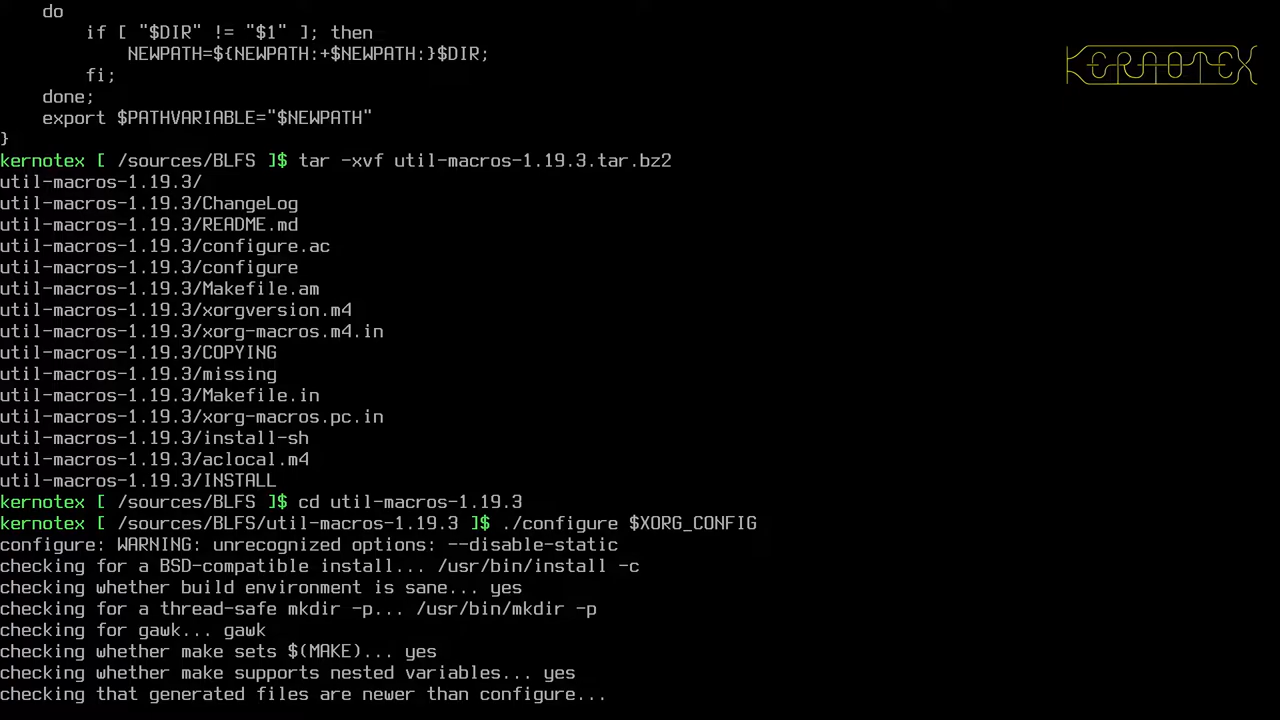 do
        if [ "$DIR" != "$1" ]; then
            NEWPATH=${NEWPATH:+$NEWPATH:}$DIR;
        fi;
    done;
    export $PATHVARIABLE="$NEWPATH"
}
KERNOTEX
kernotex [ /sources/BLFS ]$ tar -xvf util-macros-1.19.3.tar.bz2
util-macros-1.19.3/
util-macros-1.19.3/ChangeLog
util-macros-1.19.3/README.md
util-macros-1.19.3/configure.ac
util-macros-1.19.3/configure
util-macros-1.19.3/Makefile.am
util-macros-1.19.3/xorgversion.m4
util-macros-1.19.3/xorg-macros.m4.in
util-macros-1.19.3/COPYING
util-macros-1.19.3/missing
util-macros-1.19.3/Makefile.in
util-macros-1.19.3/xorg-macros.pc.in
util-macros-1.19.3/install-sh
util-macros-1.19.3/aclocal.m4
util-macros-1.19.3/INSTALL
kernotex [ /sources/BLFS ]$ cd util-macros-1.19.3
kernotex [ /sources/BLFS/util-macros-1.19.3 ]$ ./configure $XORG_CONFIG
configure: WARNING: unrecognized options: --disable-static
checking for a BSD-compatible install... /usr/bin/install -c
checking whether build environment is sane... yes
checking for a thread-safe mkdir -p... /usr/bin/mkdir -p
checking for gawk... gawk
checking whether make sets $(MAKE)... yes
checking whether make supports nested variables... yes
checking that generated files are newer than configure...